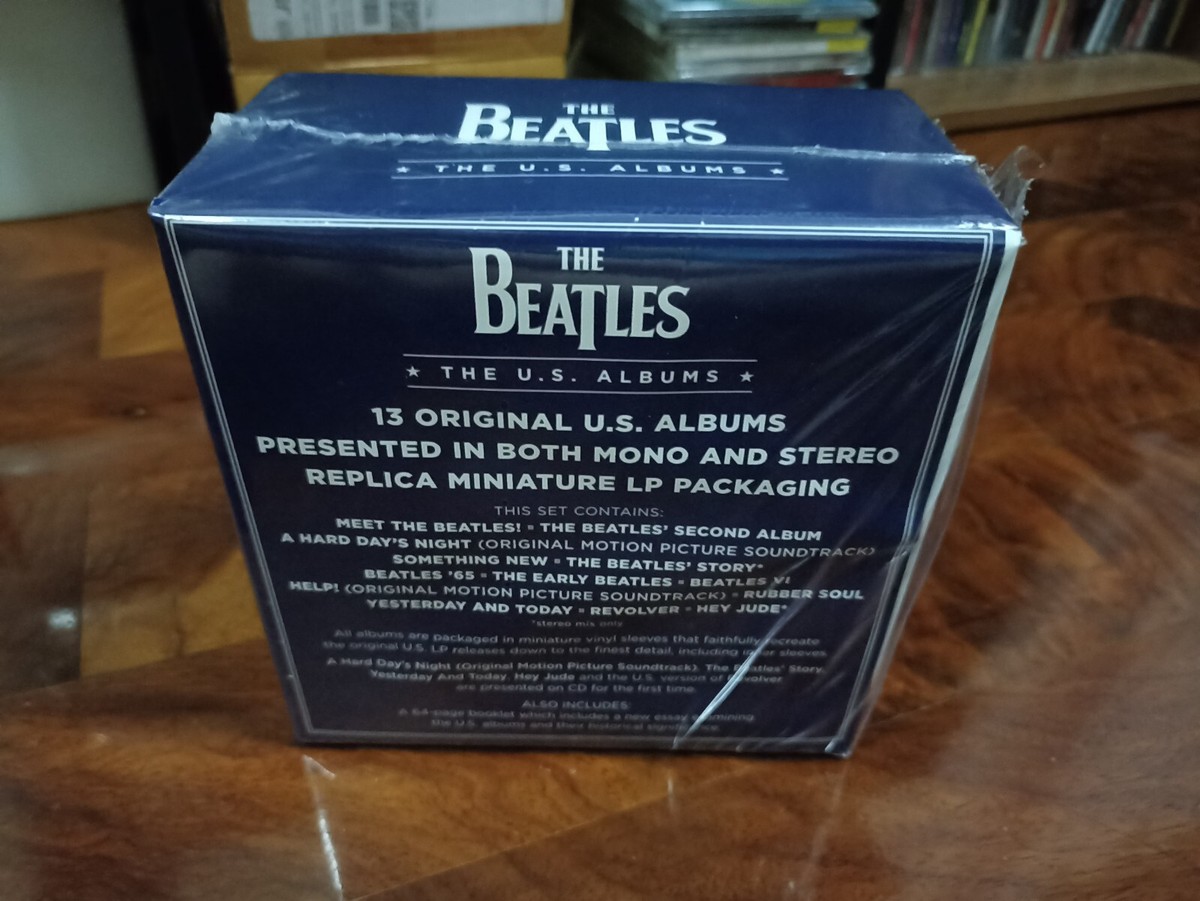 THE
BEATLES
★ THE U.S. ALBUMS ★
THE
BEATLES
★ THE U.S. ALBUMS ★
13 ORIGINAL U.S. ALBUMS
PRESENTED IN BOTH MONO AND STEREO
REPLICA MINIATURE LP PACKAGING
THIS SET CONTAINS:
MEET THE BEATLES! ▪ THE BEATLES' SECOND ALBUM
A HARD DAY'S NIGHT (ORIGINAL MOTION PICTURE SOUNDTRACK)
SOMETHING NEW ▪ THE BEATLES' STORY*
BEATLES '65 ▪ THE EARLY BEATLES ▪ BEATLES VI
HELP! (ORIGINAL MOTION PICTURE SOUNDTRACK) ▪ RUBBER SOUL
YESTERDAY AND TODAY ▪ REVOLVER ▪ HEY JUDE*
*stereo mix only
All albums are packaged in miniature vinyl sleeves that faithfully recreate
the original U.S. LP releases down to the finest detail, including inner sleeves.
A Hard Day's Night (Original Motion Picture Soundtrack), The Beatles' Story,
Yesterday And Today, Hey Jude and the U.S. version of Revolver
are presented on CD for the first time.
ALSO INCLUDES:
A 64-page booklet which includes a new essay examining
the U.S. albums and their historical significance.